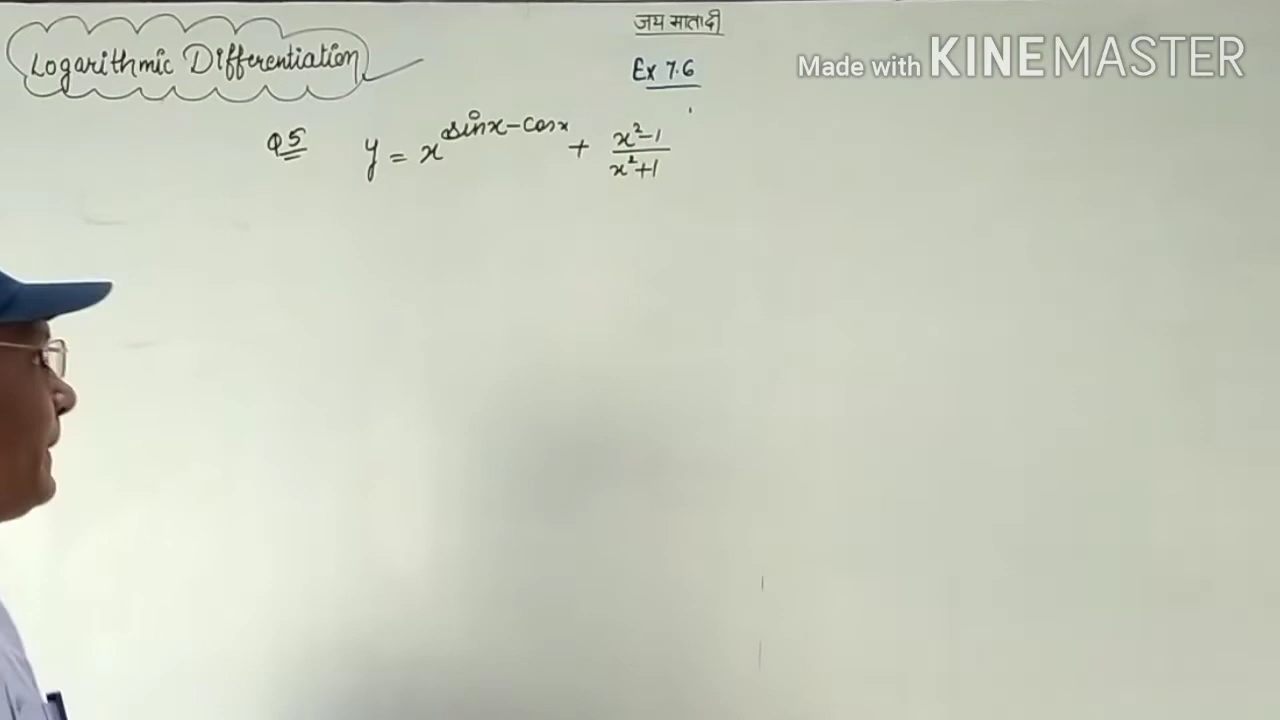 जय माता दी
Logarithmic Differentiation
Made with KINEMASTER
Ex 7.6
Q5 y = x^(sinx-cosx) + (x²-1)/(x²+1)